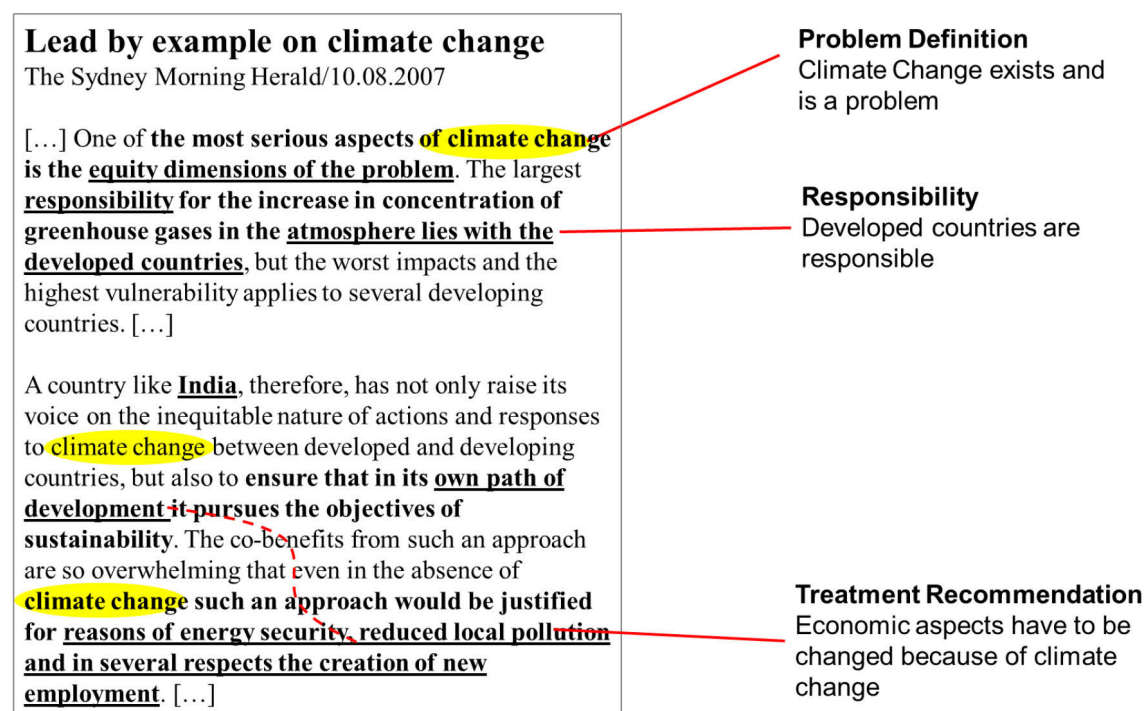 Lead by example on climate change
The Sydney Morning Herald/10.08.2007
[…] One of the most serious aspects of climate change
is the equity dimensions of the problem. The largest
responsibility for the increase in concentration of
greenhouse gases in the atmosphere lies with the
developed countries, but the worst impacts and the
highest vulnerability applies to several developing
countries. […]
A country like India, therefore, has not only raise its
voice on the inequitable nature of actions and responses
to climate change between developed and developing
countries, but also to ensure that in its own path of
development it pursues the objectives of
sustainability. The co-benefits from such an approach
are so overwhelming that even in the absence of
climate change such an approach would be justified
for reasons of energy security, reduced local pollution
and in several respects the creation of new
employment. […]
Problem Definition
Climate Change exists and
is a problem
Responsibility
Developed countries are
responsible
Treatment Recommendation
Economic aspects have to be
changed because of climate
change